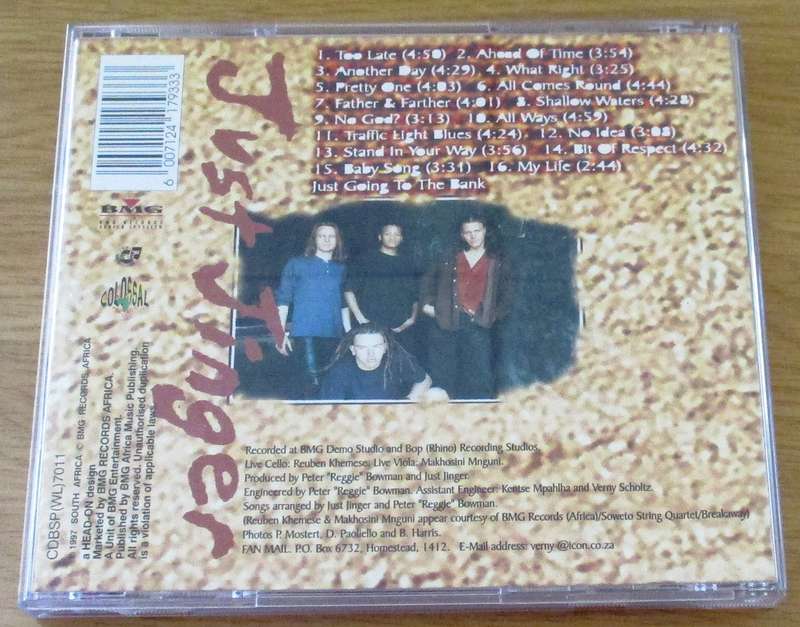 1. Too Late (4:50) 2. Ahead Of Time (3:54)
3. Another Day (4:29) 4. What Right (3:25)
5. Pretty One (4:03) 6. All Comes Round (4:44)
7. Father & Farther (4:01) 8. Shallow Waters (4:28)
9. No God? (3:13) 10. All Ways (4:59)
11. Traffic Light Blues (4:24) 12. No Idea (3:08)
13. Stand In Your Way (3:56) 14. Bit Of Respect (4:32)
15. Baby Song (3:31) 16. My Life (2:44)
Just Going To The Bank
Just Jinger
6 007124 179333
BMG
BMG RECORDS
COLOSSAL
CDBSP(WL)7011
1997 SOUTH AFRICA © BMG RECORDS AFRICA
a HEAD-ON design
Marketed by BMG RECORDS AFRICA.
A Unit of BMG Entertainment.
Published by BMG Africa Music Publishing.
All rights reserved. Unauthorised duplication
is a violation of applicable laws.
Recorded at BMG Demo Studio and Bop (Rhino) Recording Studios.
Live Cello: Reuben Khemese; Live Viola: Makhosini Mnguni.
Produced by Peter "Reggie" Bowman and Just Jinger
Engineered by Peter "Reggie" Bowman. Assistant Engineer: Kentse Mpahlha and Verny Scholtz.
Songs arranged by Just Jinger and Peter "Reggie" Bowman.
(Reuben Khemese & Makhosini Mnguni appear courtesy of BMG Records (Africa)/Soweto String Quartet/Breakaway)
Photos P. Mostert, D. Paoliello and B. Harris.
FAN MAIL. P.O. Box 6732, Homestead, 1412. E-Mail address: verny @icon.co.za